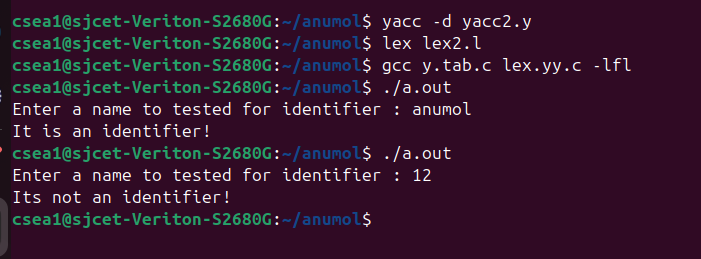 csea1@sjcet-Veriton-S2680G:~/anumol$ yacc -d yacc2.y
csea1@sjcet-Veriton-S2680G:~/anumol$ lex lex2.l
csea1@sjcet-Veriton-S2680G:~/anumol$ gcc y.tab.c lex.yy.c -lfl
csea1@sjcet-Veriton-S2680G:~/anumol$ ./a.out
Enter a name to tested for identifier : anumol
It is an identifier!
csea1@sjcet-Veriton-S2680G:~/anumol$ ./a.out
Enter a name to tested for identifier : 12
Its not an identifier!
csea1@sjcet-Veriton-S2680G:~/anumol$